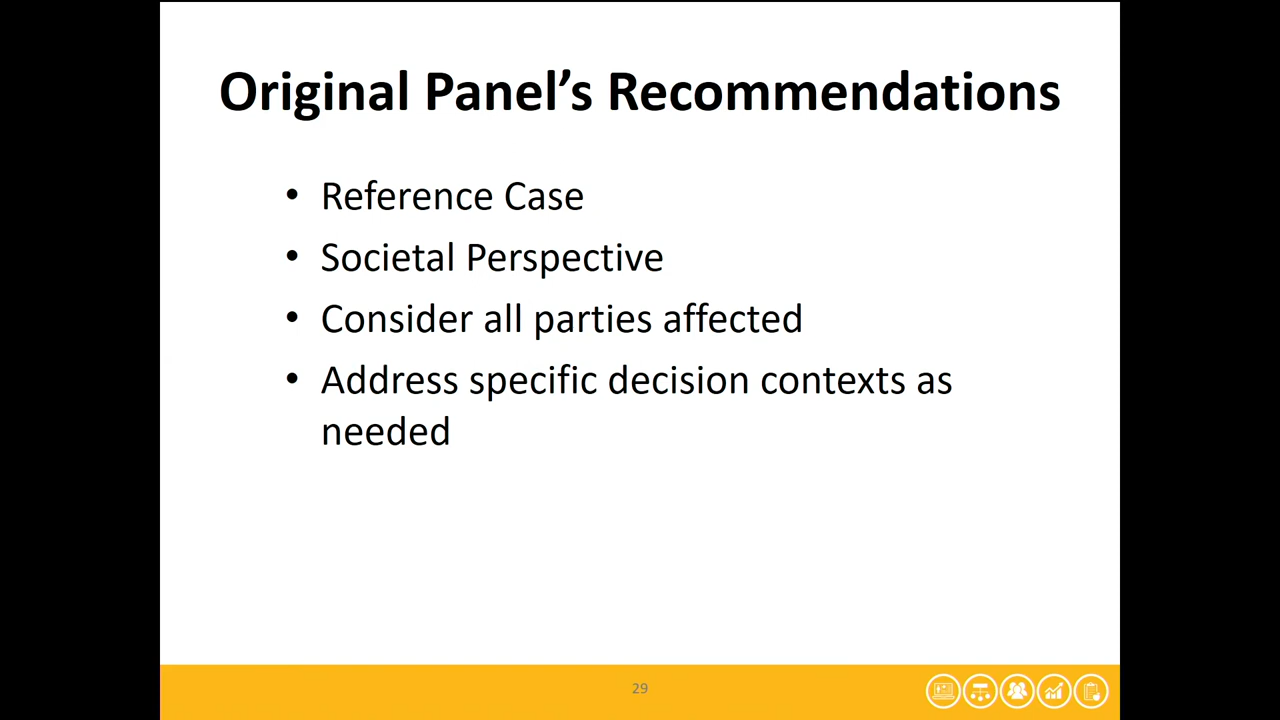 Original Panel’s Recommendations
• Reference Case
• Societal Perspective
• Consider all parties affected
• Address specific decision contexts as
needed
29